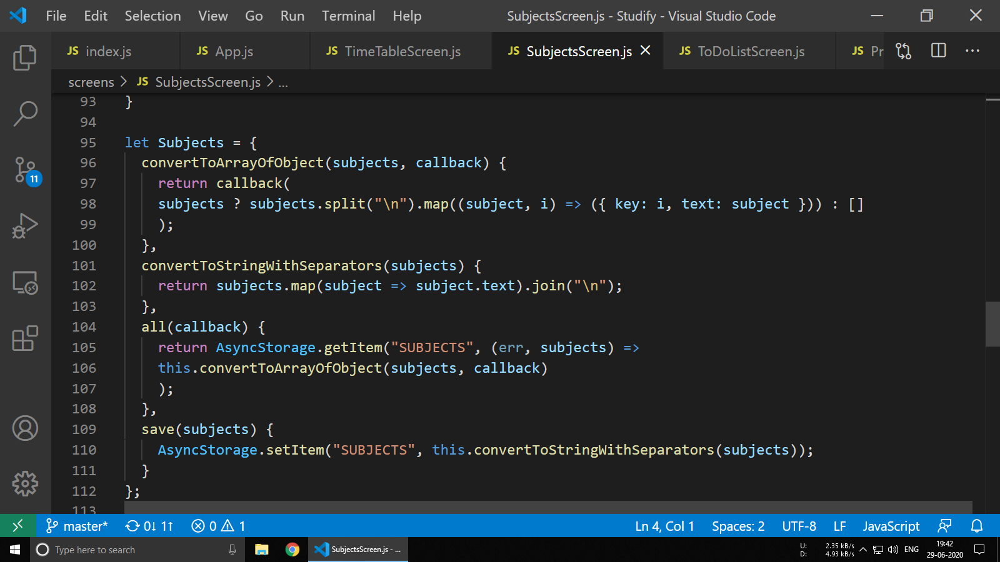 File Edit Selection View Go Run Terminal Help SubjectsScreen.js - Studify - Visual Studio Code
JS index.js JS App.js JS TimeTableScreen.js JS SubjectsScreen.js JS ToDoListScreen.js JS Pr
screens > JS SubjectsScreen.js > ...
93 }
94
95 let Subjects = {
96 convertToArrayOfObject(subjects, callback) {
97 return callback(
98 subjects ? subjects.split("\n").map((subject, i) => ({ key: i, text: subject })) : []
99 );
100 },
101 convertToStringWithSeparators(subjects) {
102 return subjects.map(subject => subject.text).join("\n");
103 },
104 all(callback) {
105 return AsyncStorage.getItem("SUBJECTS", (err, subjects) =>
106 this.convertToArrayOfObject(subjects, callback)
107 );
108 },
109 save(subjects) {
110 AsyncStorage.setItem("SUBJECTS", this.convertToStringWithSeparators(subjects));
111 }
112 };
113
11
master* 0↓ 1↑ 0 1 Ln 4, Col 1 Spaces: 2 UTF-8 LF JavaScript
Type here to search SubjectsScreen.js - ... U: 2.35 kB/s D: 4.93 kB/s ENG 19:42 29-06-2020